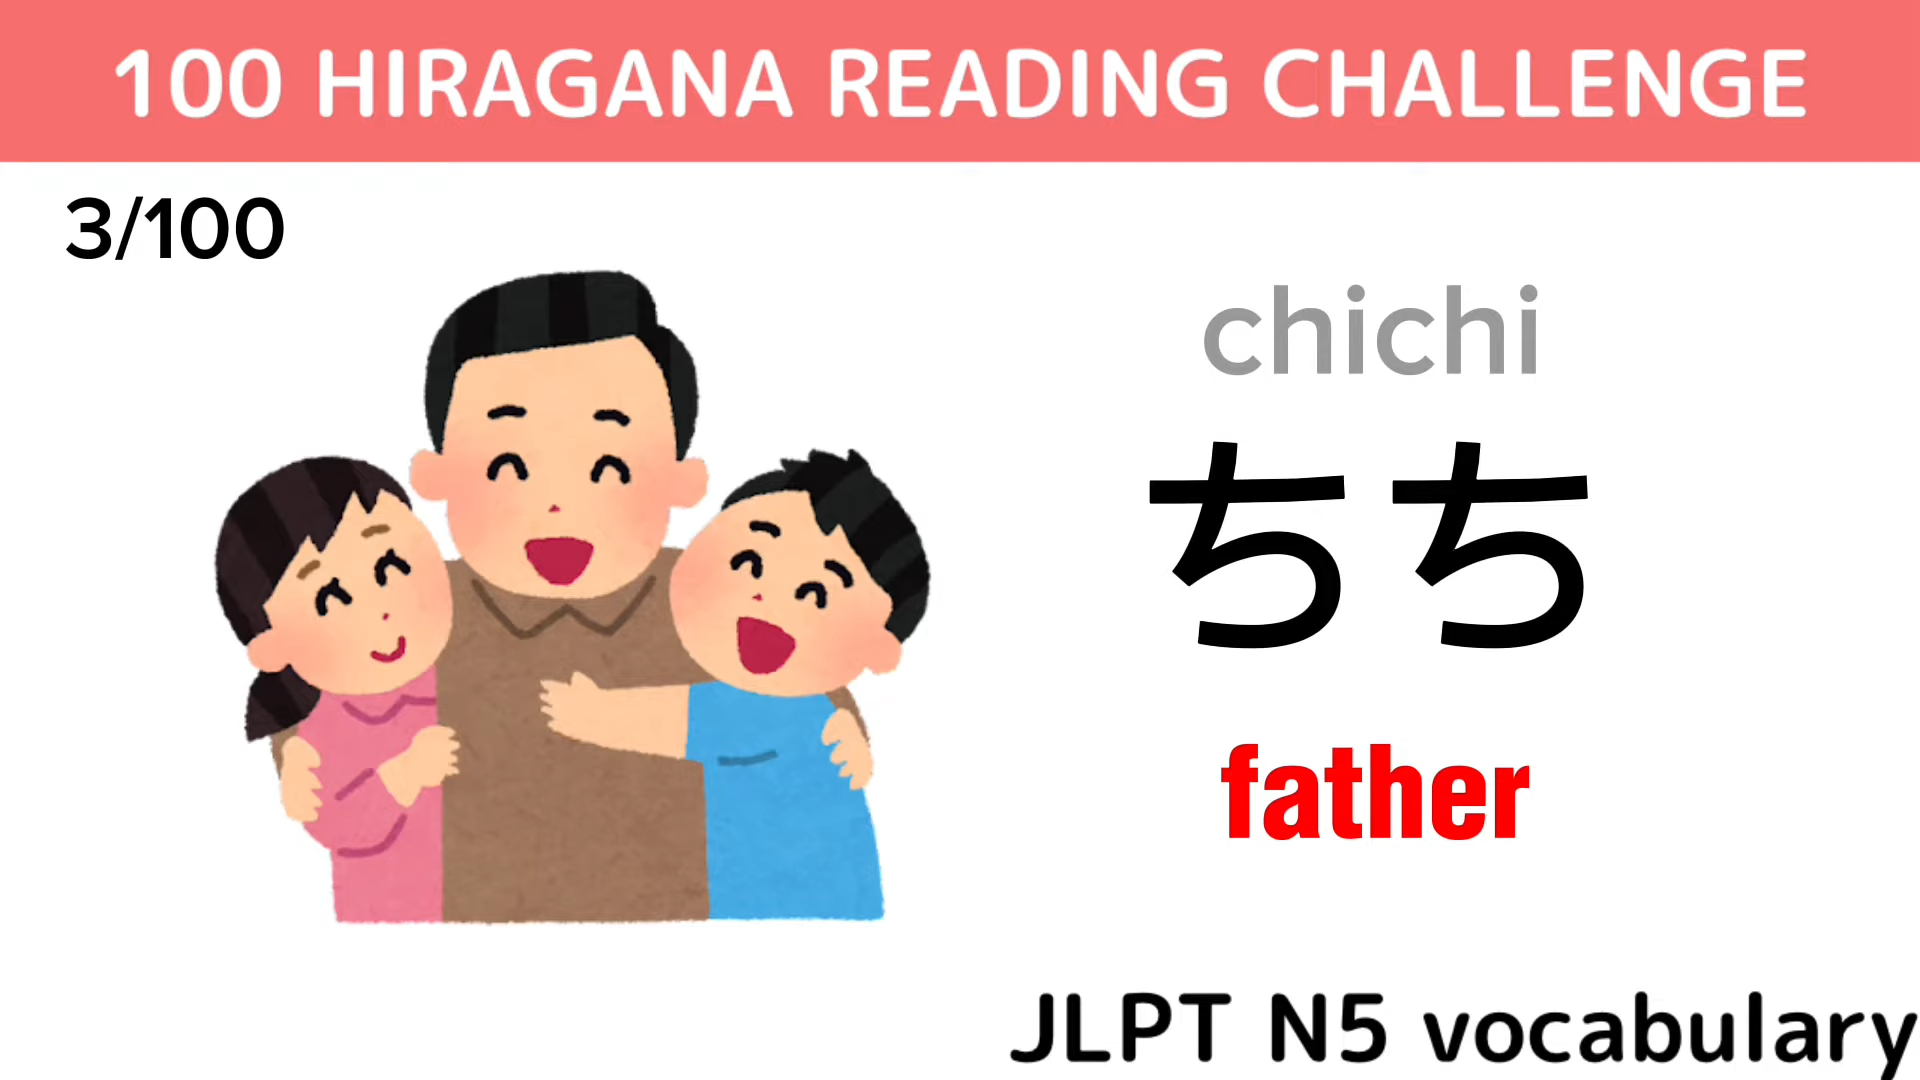 100 HIRAGANA READING CHALLENGE
3/100
chichi
ちち
father
JLPT N5 vocabulary